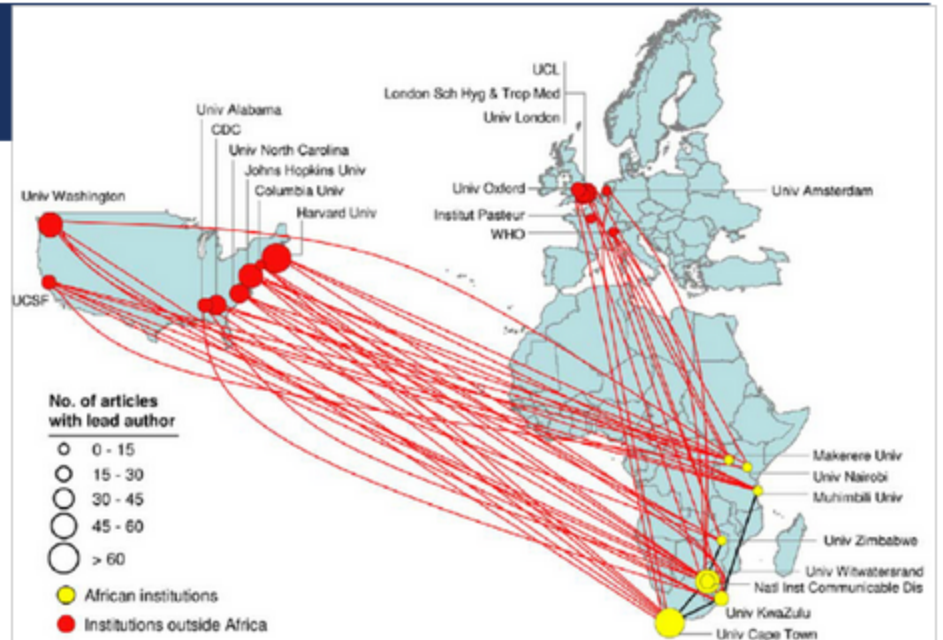 UCL
London Sch Hyg & Trop Med
Univ London
Univ Alabama
CDC
Univ North Carolina
Johns Hopkins Univ
Columbia Univ
Harvard Univ
Univ Washington
UCSF
Univ Oxford
Institut Pasteur
WHO
Univ Amsterdam
No. of articles
with lead author
0 - 15
15 - 30
30 - 45
45 - 60
> 60
African institutions
Institutions outside Africa
Makerere Univ
Univ Nairobi
Muhimbili Univ
Univ Zimbabwe
Univ Witwatersrand
Natl Inst Communicable Dis
Univ KwaZulu
Univ Cape Town